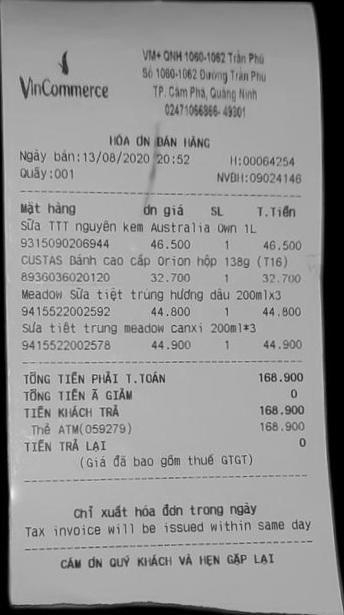 VinCommerce
VM+ QNH 1060-1062 Trần Phú
Số 1060-1062 Đường Trần Phú
TP. Cẩm Phả, Quảng Ninh
02471066866- 49301
HÓA ĐƠN BÁN HÀNG
Ngày bán:13/08/2020 20:52 H:00064254
Quầy:001 NVBH:09024146
Mặt hàng đn giá SL T.Tiền
Sữa TTT nguyên kem Australia Own 1L
9315090206944 46.500 1 46.500
CUSTAS Bánh cao cấp Orion hộp 138g (T16)
8936036020120 32.700 1 32.700
Meadow Sữa tiệt trùng hương dâu 200mlx3
9415522002592 44.800 1 44.800
Sưa tiêt trung meadow canxi 200ml*3
9415522002578 44.900 1 44.900
TỔNG TIỀN PHẢI T.TOÁN 168.900
TỔNG TIỀN Ã GIẢM 0
TIỀN KHÁCH TRẢ 168.900
Thẻ ATM(059279) 168.900
TIỀN TRẢ LẠI 0
(Giá đã bao gồm thuế GTGT)
Chỉ xuất hóa đơn trong ngày
Tax invoice will be issued within same day
CẢM ƠN QUÝ KHÁCH VÀ HẸN GẶP LẠI